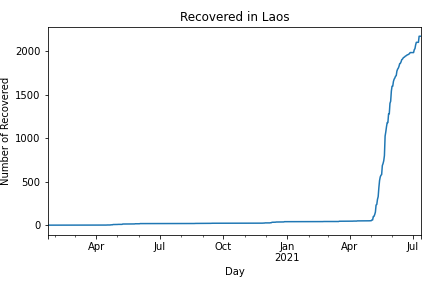 Recovered in Laos
Number of Recovered
2000
1500
1000
500
0
Apr
Jul
Oct
Jan
2021
Apr
Jul
Day